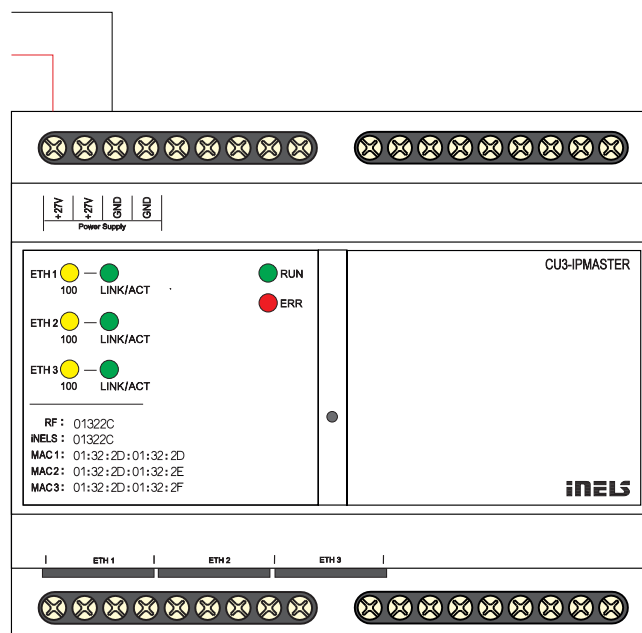 +27V +27V GND GND
Power Supply
CU3-IPMASTER
ETH 1
100 LINK/ACT
RUN
ERR
ETH 2
100 LINK/ACT
ETH 3
100 LINK/ACT
RF: 01322C
iNELS: 01322C
MAC1: 01:32:2D:01:32:2D
MAC2: 01:32:2D:01:32:2E
MAC3: 01:32:2D:01:32:2F
iNELS
ETH 1 ETH 2 ETH 3